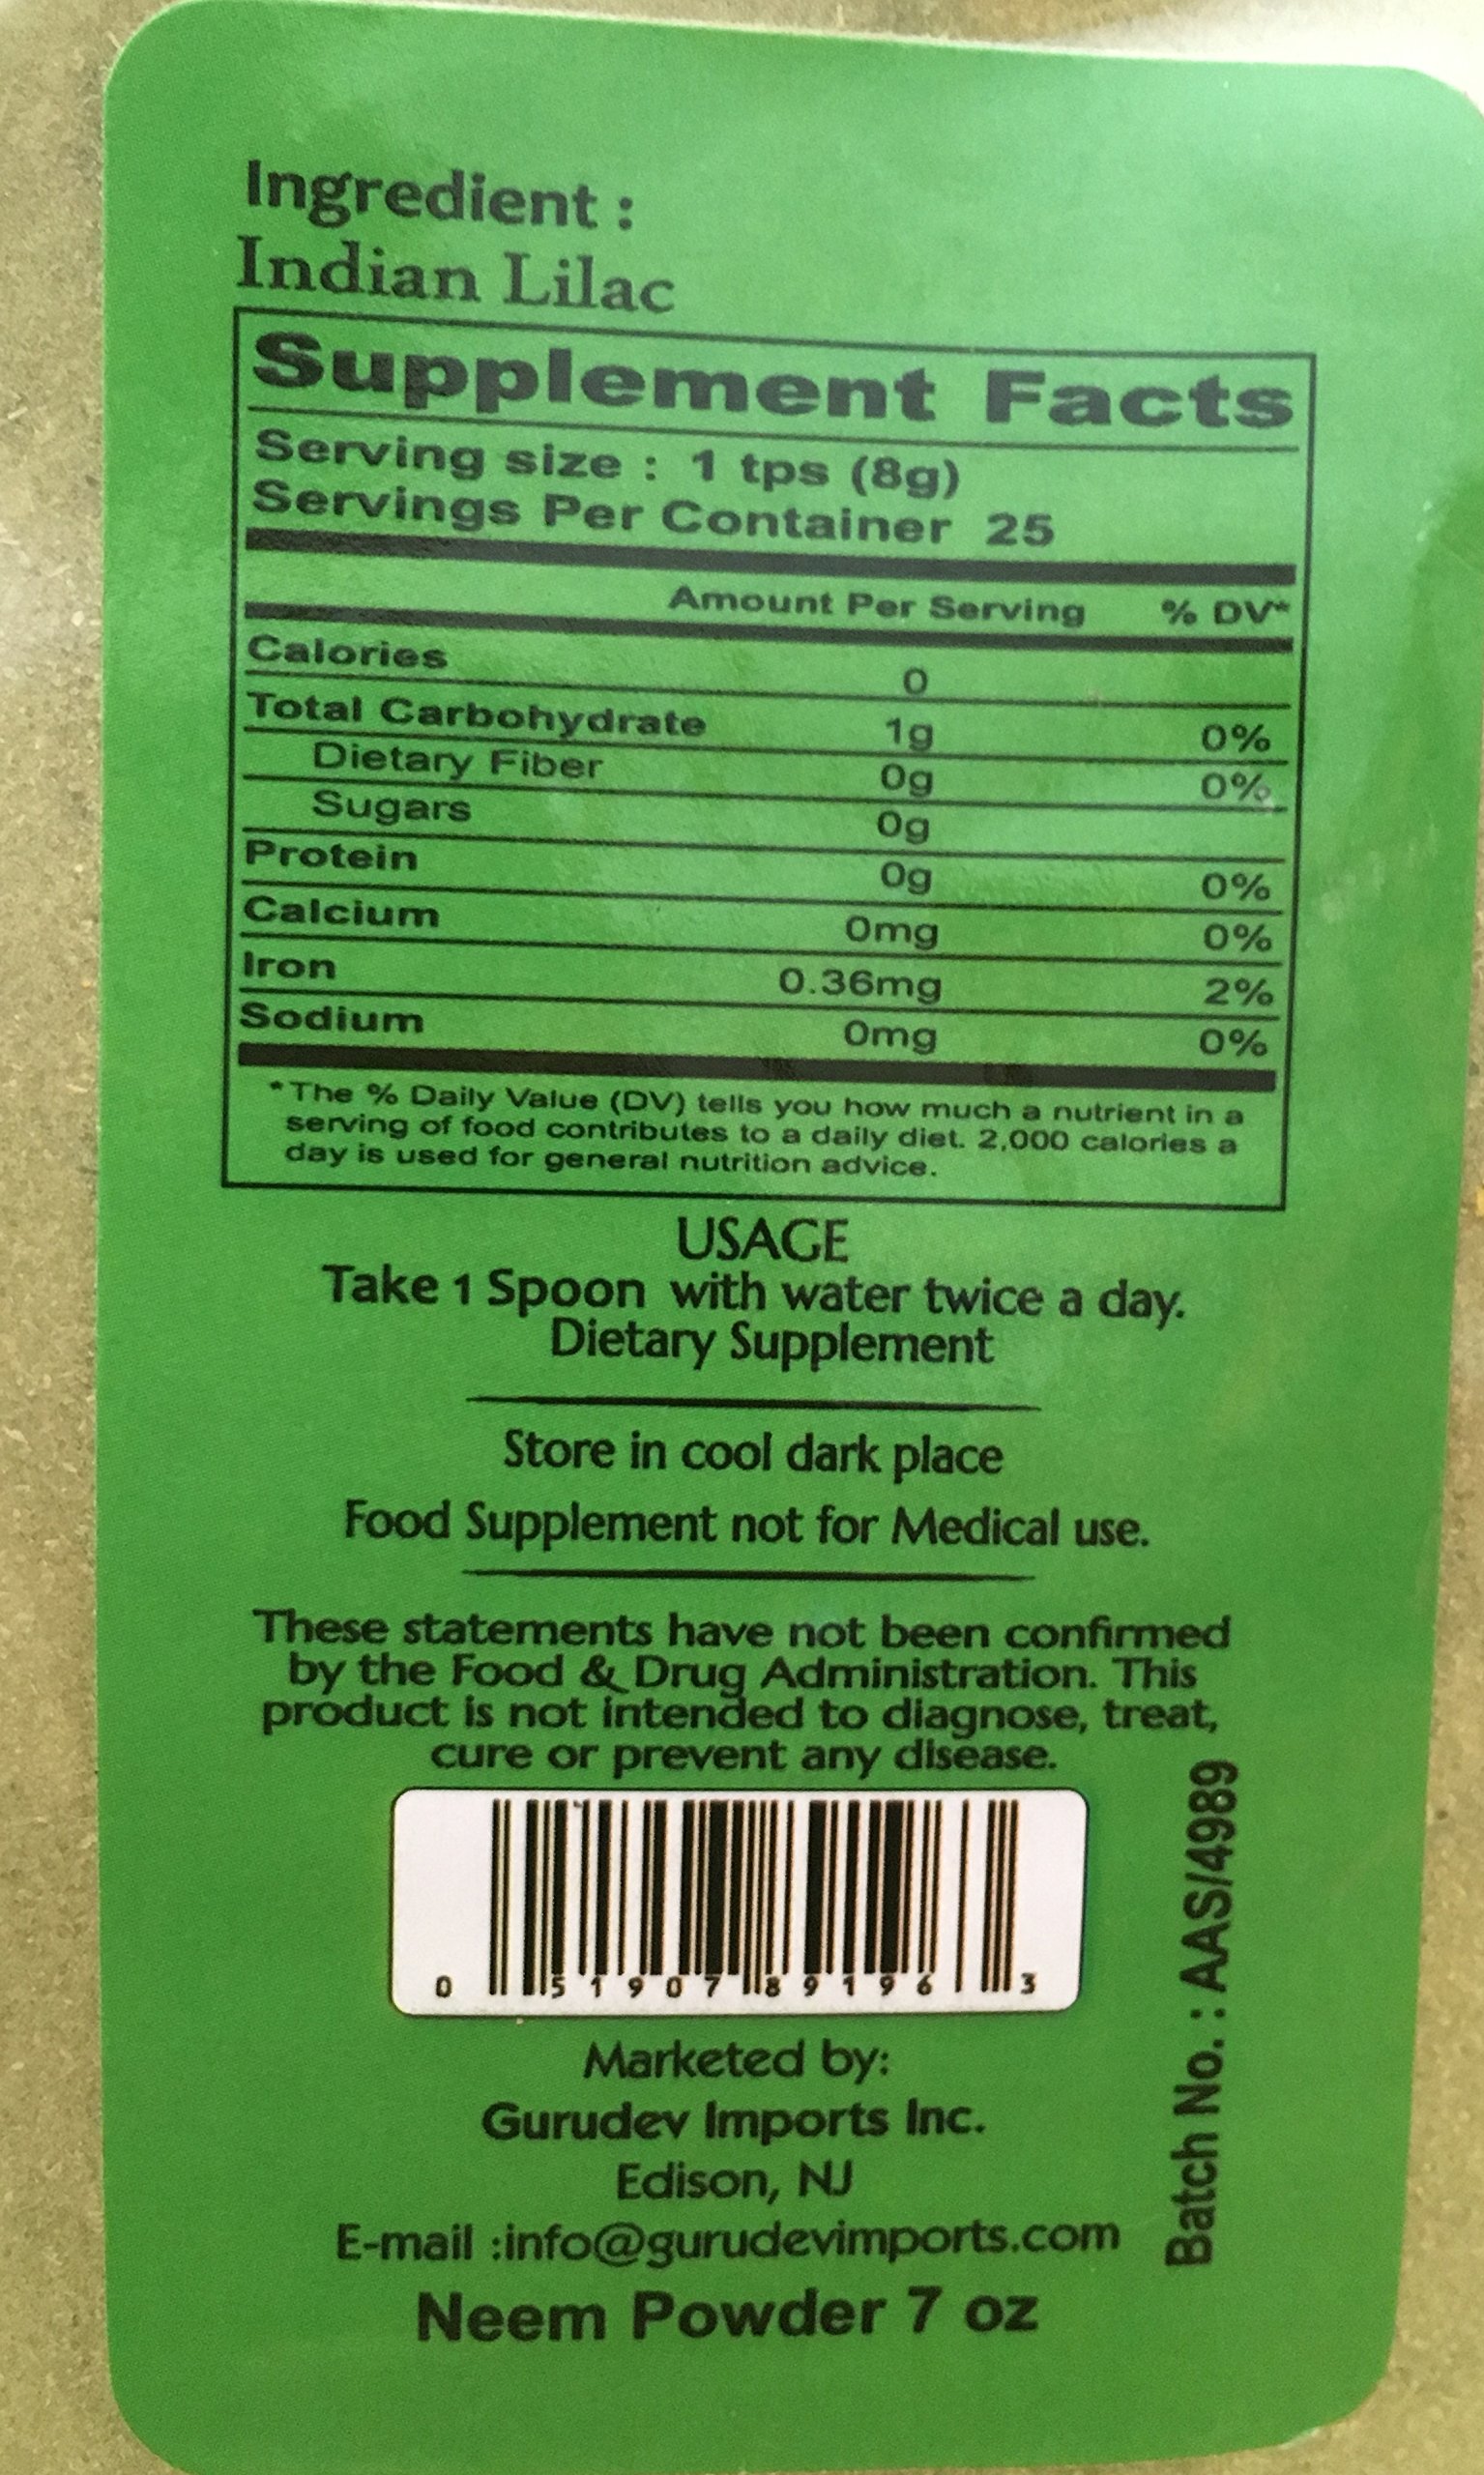 Ingredient :
Indian Lilac
Supplement Facts
Serving size : 1 tps (8g)
Servings Per Container 25
Amount Per Serving % DV*
Calories 0
Total Carbohydrate 1g 0%
Dietary Fiber 0g 0%
Sugars 0g
Protein 0g 0%
Calcium 0mg 0%
Iron 0.36mg 2%
Sodium 0mg 0%
*The % Daily Value (DV) tells you how much a nutrient in a
serving of food contributes to a daily diet. 2,000 calories a
day is used for general nutrition advice.
USAGE
Take 1 Spoon with water twice a day.
Dietary Supplement
Store in cool dark place
Food Supplement not for Medical use.
These statements have not been confirmed
by the Food & Drug Administration. This
product is not intended to diagnose, treat,
cure or prevent any disease.
0 51907 89196 3
Batch No. : AAS/4989
Marketed by:
Gurudev Imports Inc.
Edison, NJ
E-mail :info@gurudevimports.com
Neem Powder 7 oz